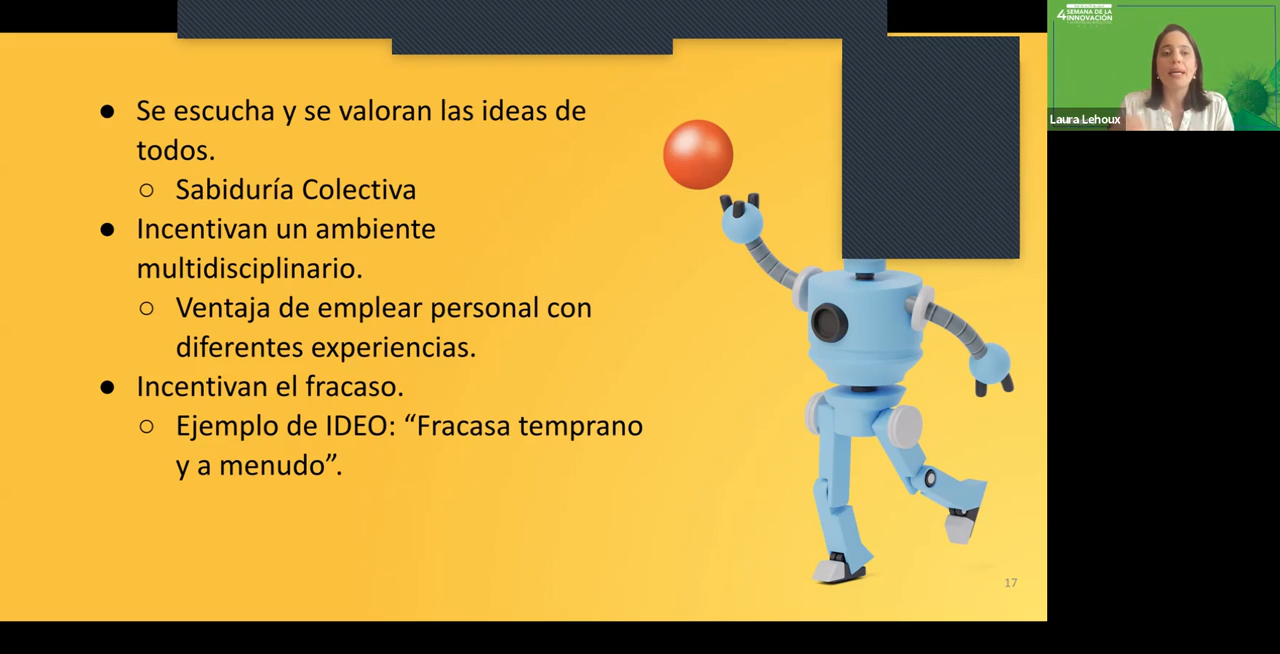 ● Se escucha y se valoran las ideas de
todos.
○ Sabiduría Colectiva
● Incentivan un ambiente
multidisciplinario.
○ Ventaja de emplear personal con
diferentes experiencias.
● Incentivan el fracaso.
○ Ejemplo de IDEO: “Fracasa temprano
y a menudo”.
17
4 SEMANA DE LA
INNOVACIÓN
Laura Lehoux